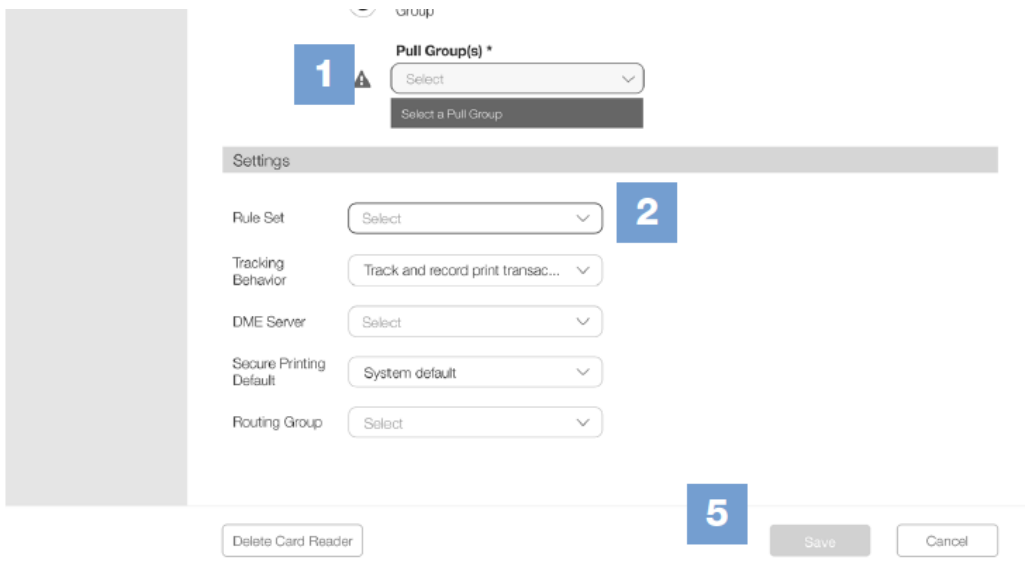 Group
Pull Group(s) *
1
Select
Select a Pull Group
Settings
Rule Set
Select
2
Tracking
Behavior
Track and record print transac...
DME Server
Select
Secure Printing
Default
System default
Routing Group
Select
5
Delete Card Reader
Save
Cancel